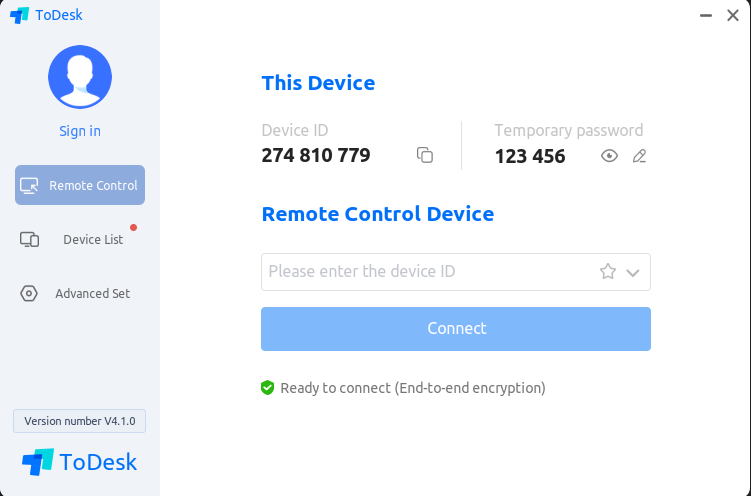 ToDesk
Sign in
Remote Control
Device List
Advanced Set
Version number V4.1.0
ToDesk
This Device
Device ID
274 810 779
Temporary password
123 456
Remote Control Device
Please enter the device ID
Connect
Ready to connect (End-to-end encryption)